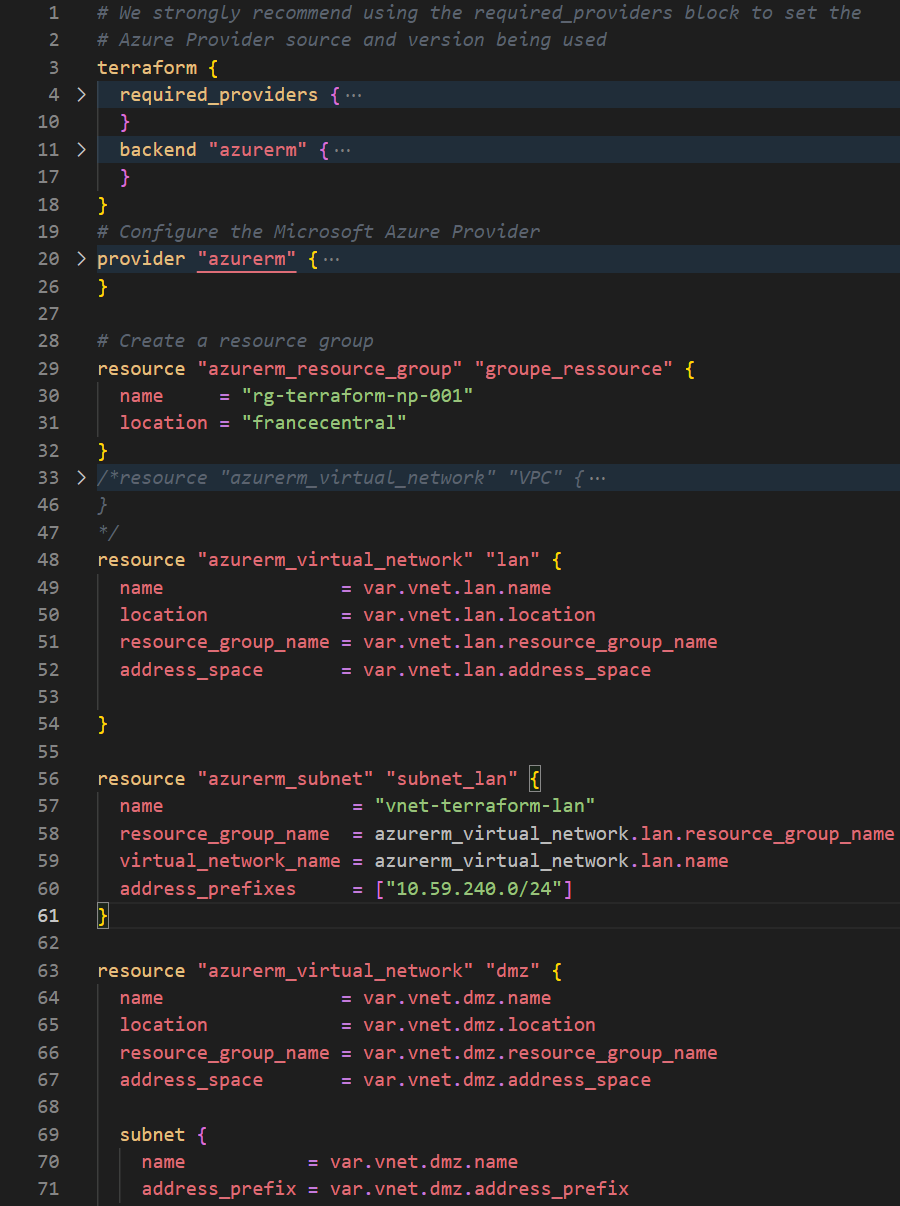 1 # We strongly recommend using the required_providers block to set the
2 # Azure Provider source and version being used
3 terraform {
4 > required_providers { ···
10 }
11 > backend "azurerm" { ···
17 }
18 }
19 # Configure the Microsoft Azure Provider
20 > provider "azurerm" { ···
26 }
27
28 # Create a resource group
29 resource "azurerm_resource_group" "groupe_ressource" {
30 name     = "rg-terraform-np-001"
31 location = "francecentral"
32 }
33 > /*resource "azurerm_virtual_network" "VPC" { ···
46 }
47 */
48 resource "azurerm_virtual_network" "lan" {
49 name                = var.vnet.lan.name
50 location            = var.vnet.lan.location
51 resource_group_name = var.vnet.lan.resource_group_name
52 address_space       = var.vnet.lan.address_space
53
54 }
55
56 resource "azurerm_subnet" "subnet_lan" {
57 name                 = "vnet-terraform-lan"
58 resource_group_name  = azurerm_virtual_network.lan.resource_group_name
59 virtual_network_name = azurerm_virtual_network.lan.name
60 address_prefixes     = ["10.59.240.0/24"]
61 }
62
63 resource "azurerm_virtual_network" "dmz" {
64 name                = var.vnet.dmz.name
65 location            = var.vnet.dmz.location
66 resource_group_name = var.vnet.dmz.resource_group_name
67 address_space       = var.vnet.dmz.address_space
68
69 subnet {
70 name           = var.vnet.dmz.name
71 address_prefix = var.vnet.dmz.address_prefix